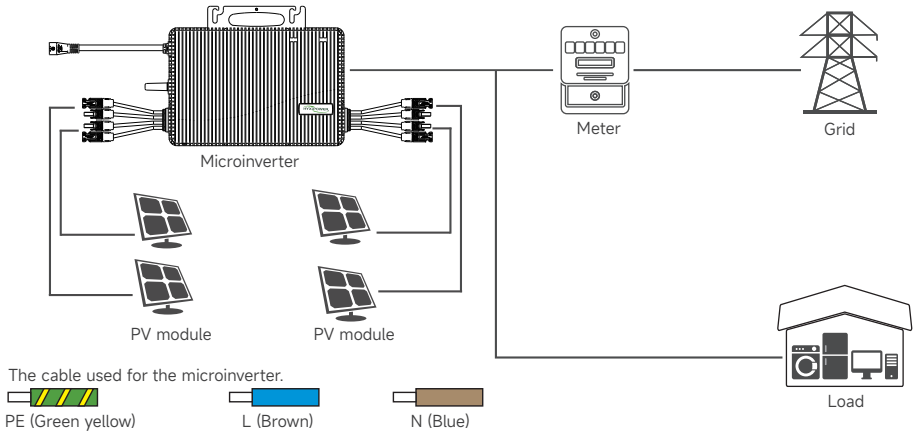 Microinverter
Meter
Grid
PV module
PV module
Load
The cable used for the microinverter.
PE (Green yellow)
L (Brown)
N (Blue)